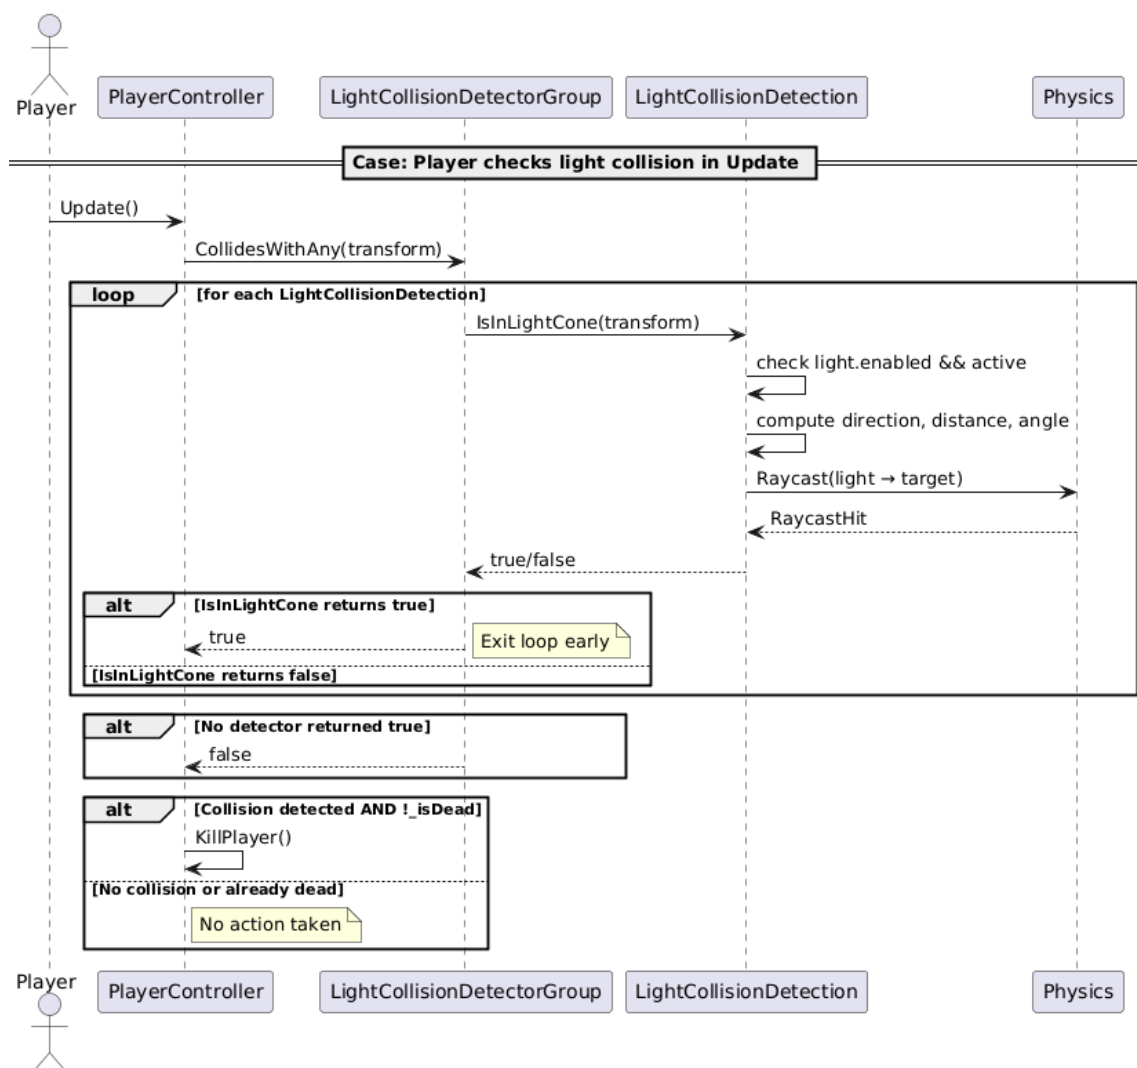 Player
PlayerController
LightCollisionDetectorGroup
LightCollisionDetection
Physics
Case: Player checks light collision in Update
Update()
CollidesWithAny(transform)
loop
[for each LightCollisionDetection]
IsInLightCone(transform)
check light.enabled && active
compute direction, distance, angle
Raycast(light → target)
RaycastHit
true/false
alt
[IsInLightCone returns true]
true
Exit loop early
[IsInLightCone returns false]
alt
[No detector returned true]
false
alt
[Collision detected AND !_isDead]
KillPlayer()
[No collision or already dead]
No action taken
Player
PlayerController
LightCollisionDetectorGroup
LightCollisionDetection
Physics